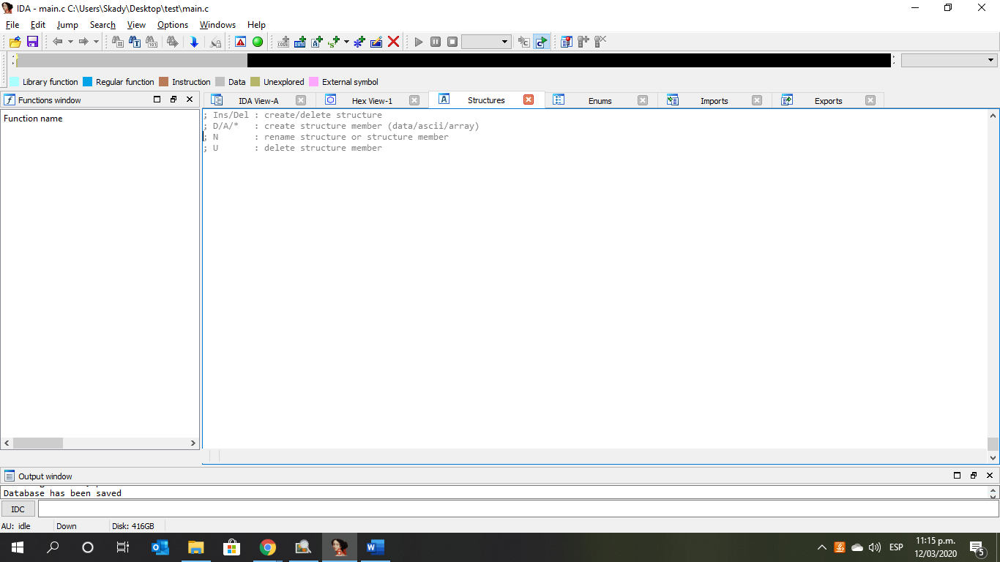 IDA - main.c C:\Users\Skady\Desktop\test\main.c
File Edit Jump Search View Options Windows Help
Library function Regular function Instruction Data Unexplored External symbol
Functions window
IDA View-A Hex View-1 Structures Enums Imports Exports
Function name
; Ins/Del : create/delete structure
; D/A/* : create structure member (data/ascii/array)
; N : rename structure or structure member
; U : delete structure member
Output window
Database has been saved
IDC
AU: idle Down Disk: 416GB
ESP
11:15 p.m.
12/03/2020
5